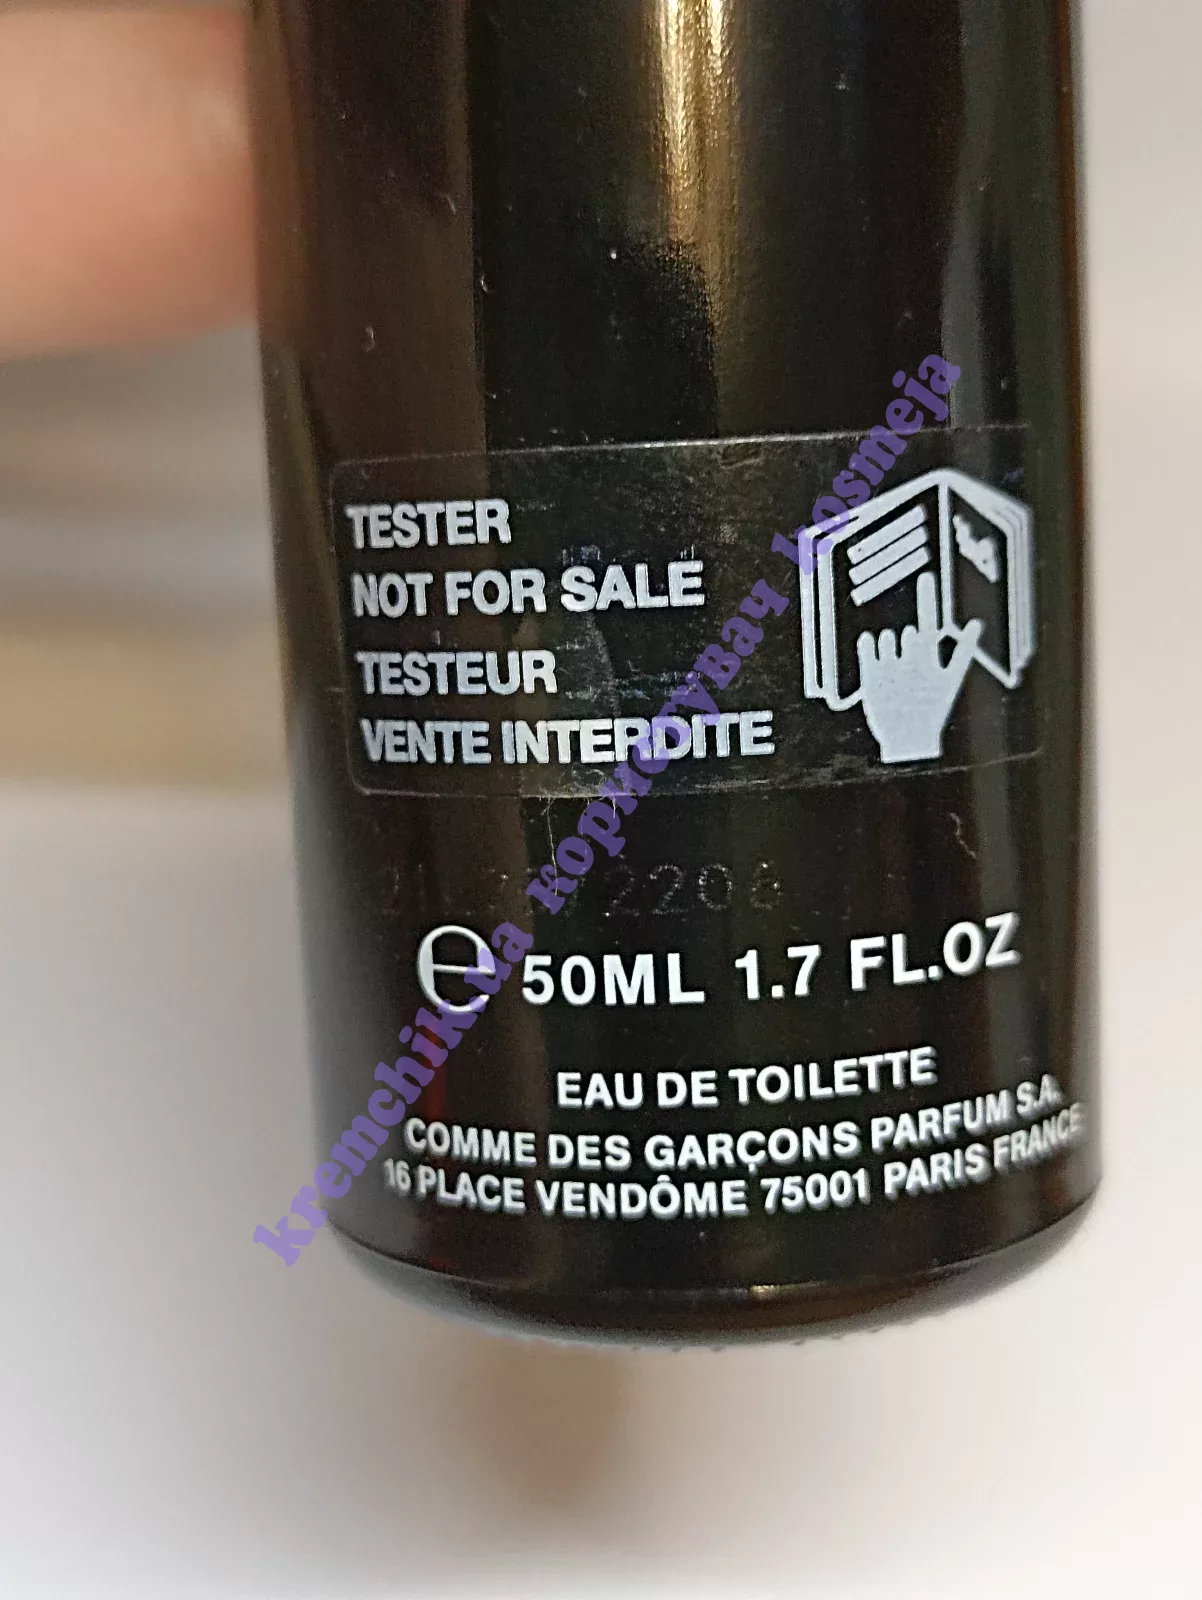 TESTER
NOT FOR SALE
TESTEUR
VENTE INTERDITE
2206
℮ 50ML 1.7 FL.OZ
EAU DE TOILETTE
COMME DES GARÇONS PARFUM S.A.
16 PLACE VENDÔME 75001 PARIS FRANCE
kremchik.ua користувач kosmeja